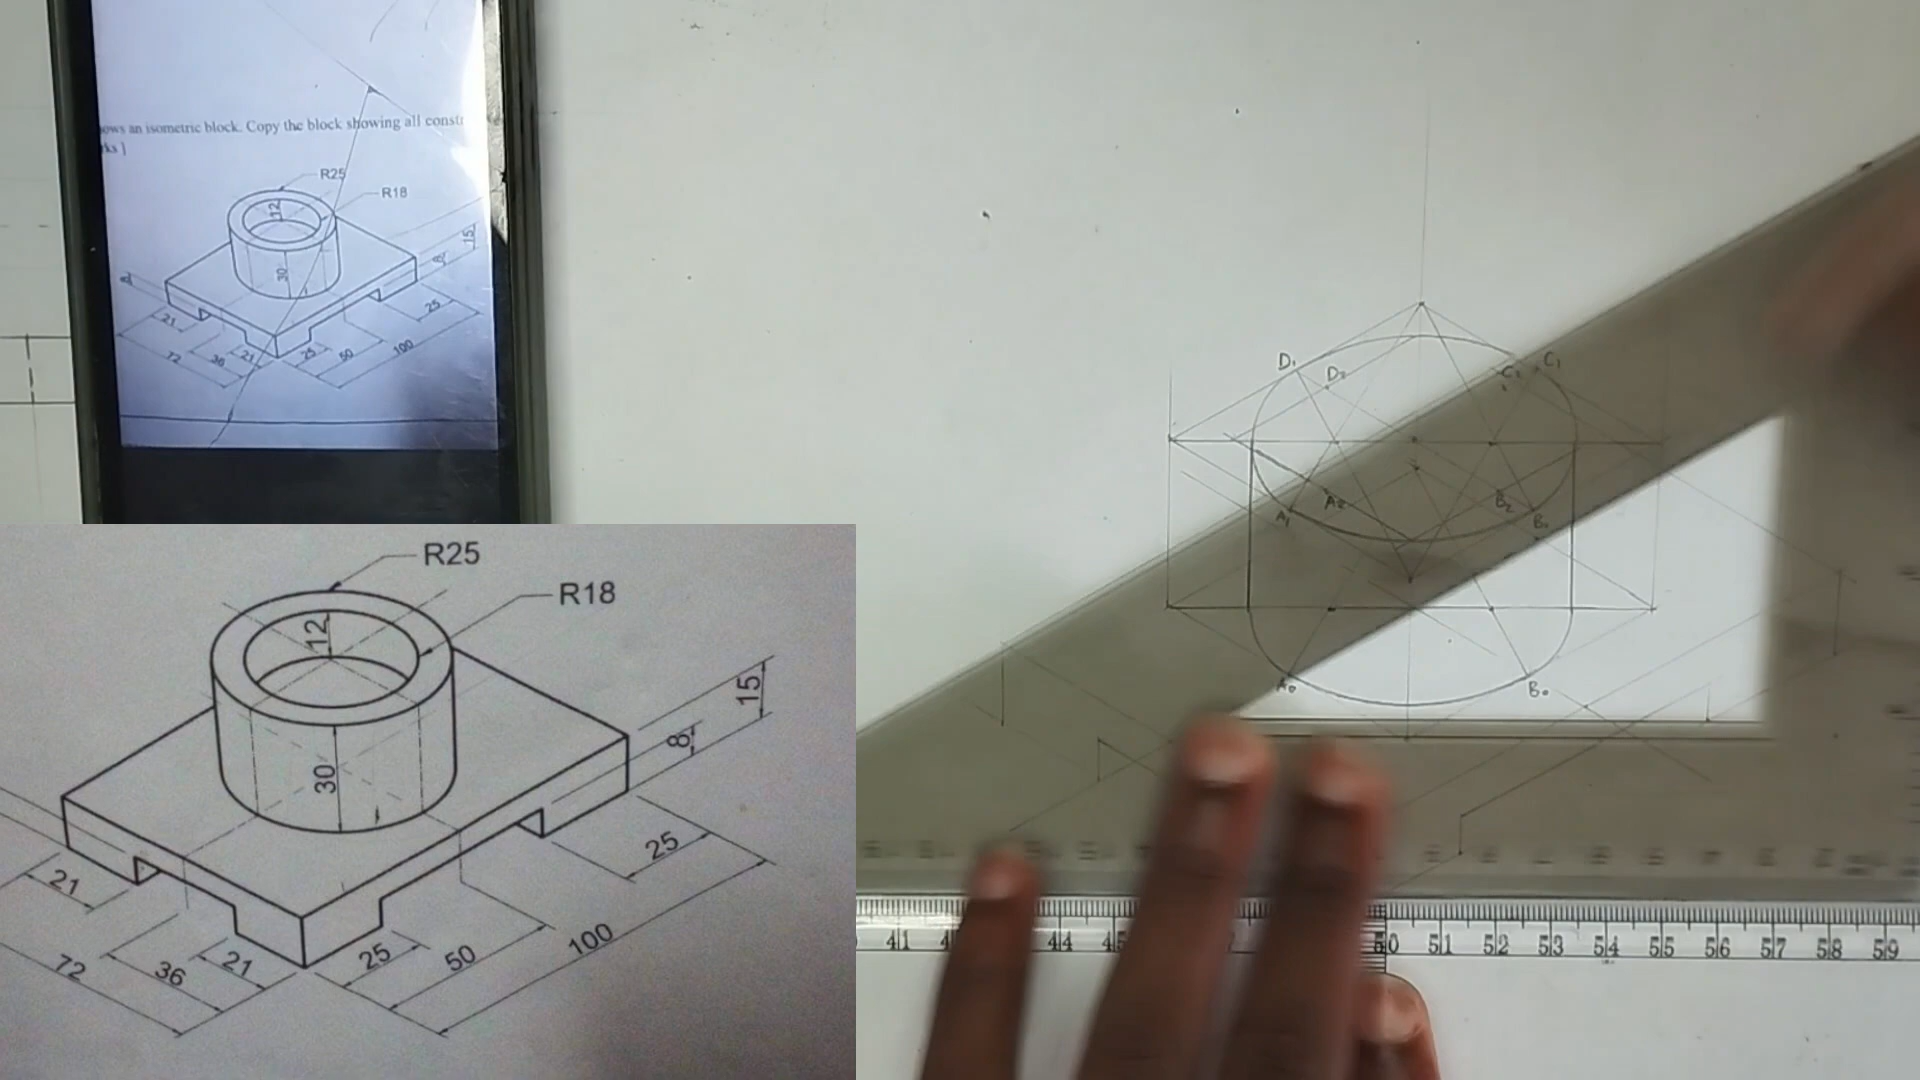 ows an isometric block. Copy the block showing all constr
ks ]
R25
R18
12
30
15
8
8
21
72
36
21
25
50
100
25
R25
R18
12
30
15
8
21
72
36
21
25
50
100
25
D₁
D₂
C₂
C₁
A₁
A₂
B₂
B₁
A₀
B₀
41
44
50
51
52
53
54
55
56
57
58
59